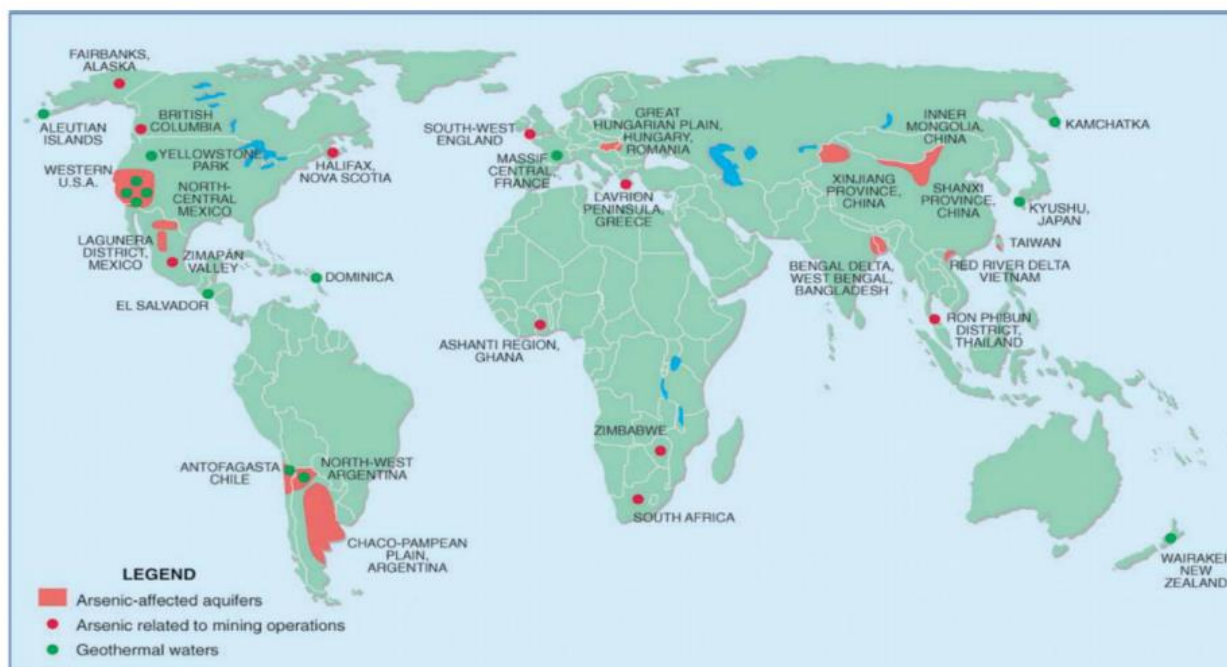 FAIRBANKS,
ALASKA
ALEUTIAN
ISLANDS
BRITISH
COLUMBIA
YELLOWSTONE
PARK
WESTERN
U.S.A.
NORTH-
CENTRAL
MEXICO
HALIFAX,
NOVA SCOTIA
LAGUNERA
DISTRICT,
MEXICO
ZIMAPÁN
VALLEY
DOMINICA
EL SALVADOR
ANTOFAGASTA
CHILE
NORTH-WEST
ARGENTINA
CHACO-PAMPEAN
PLAIN,
ARGENTINA
SOUTH-WEST
ENGLAND
GREAT
HUNGARIAN PLAIN,
HUNGARY,
ROMANIA
MASSIF
CENTRAL,
FRANCE
LAVRION
PENINSULA,
GREECE
ASHANTI REGION,
GHANA
ZIMBABWE
SOUTH AFRICA
INNER
MONGOLIA,
CHINA
KAMCHATKA
XINJIANG
PROVINCE,
CHINA
SHANXI
PROVINCE,
CHINA
KYUSHU,
JAPAN
TAIWAN
BENGAL DELTA,
WEST BENGAL,
BANGLADESH
RED RIVER DELTA
VIETNAM
RON PHIBUN
DISTRICT,
THAILAND
WAIRAKEI
NEW
ZEALAND
LEGEND
Arsenic-affected aquifers
Arsenic related to mining operations
Geothermal waters